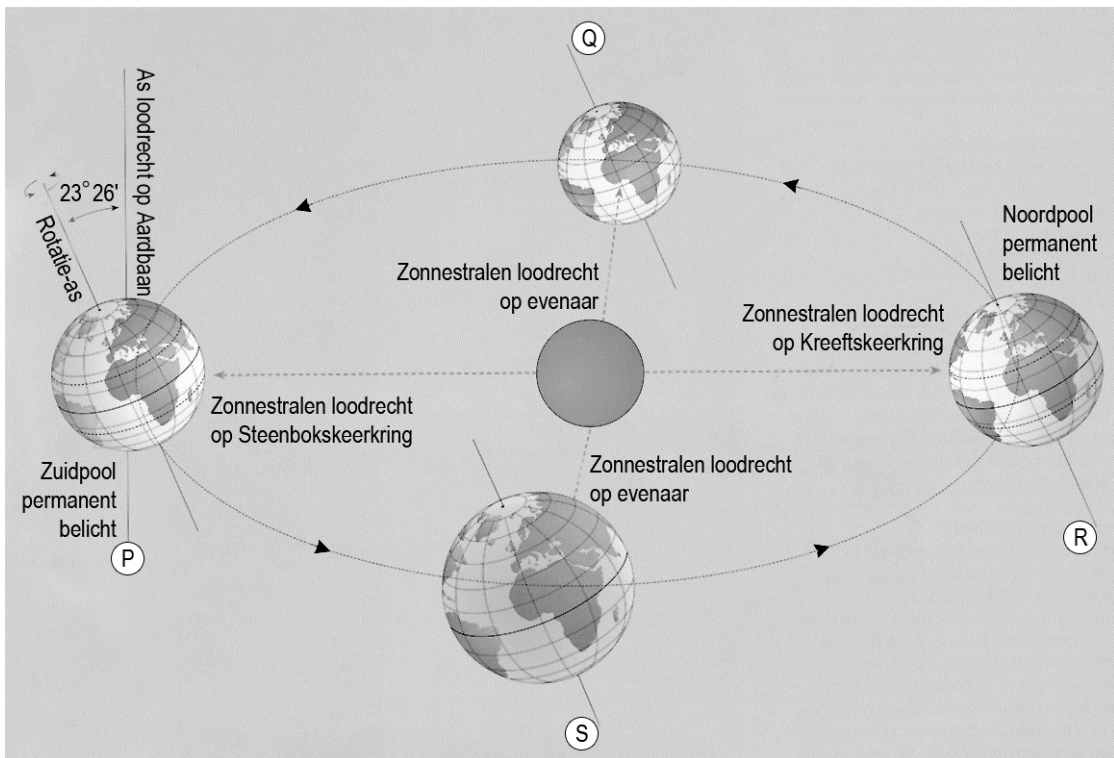 Q
As loodrecht op Aardbaan
23°26'
Rotatie-as
Noordpool
permanent
belicht
Zonnestralen loodrecht
op evenaar
Zonnestralen loodrecht
op Kreeftskeerkring
Zonnestralen loodrecht
op Steenbokskeerkring
Zonnestralen loodrecht
op evenaar
Zuidpool
permanent
belicht
P
R
S